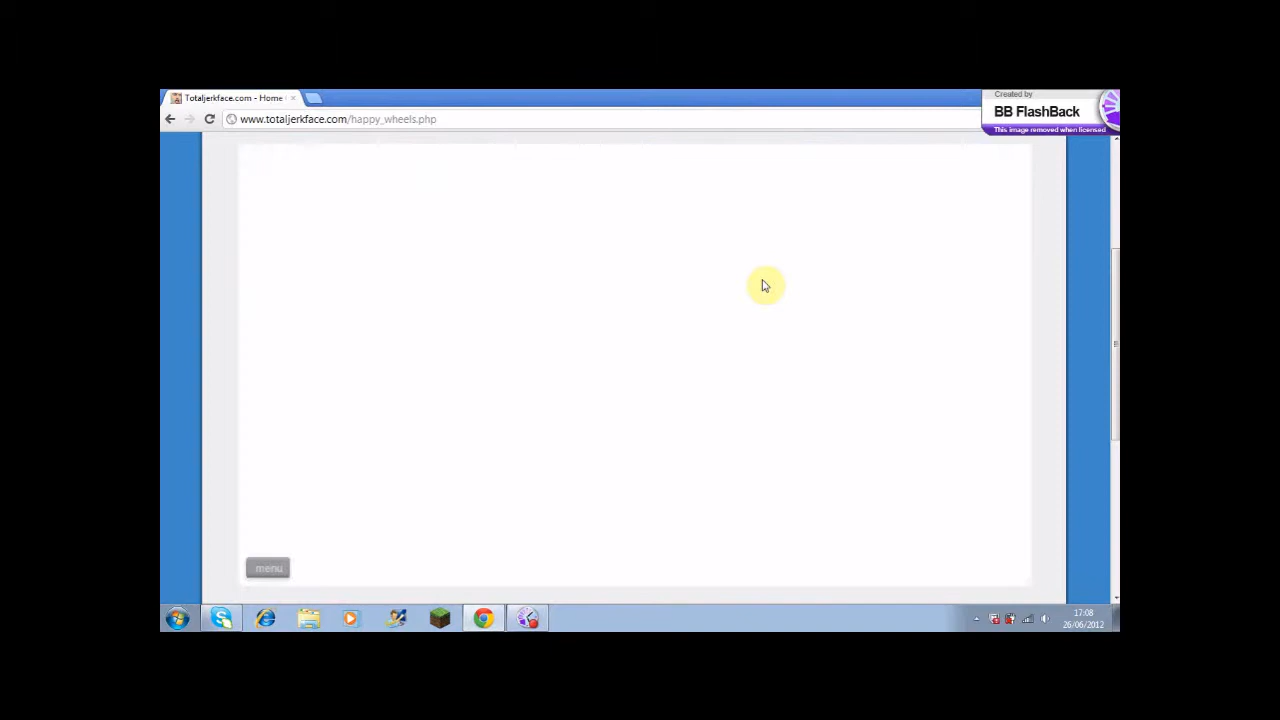 Totaljerkface.com - Home
Created by
BB FlashBack
This image removed when licensed
www.totaljerkface.com/happy_wheels.php
menu
17:08
26/06/2012